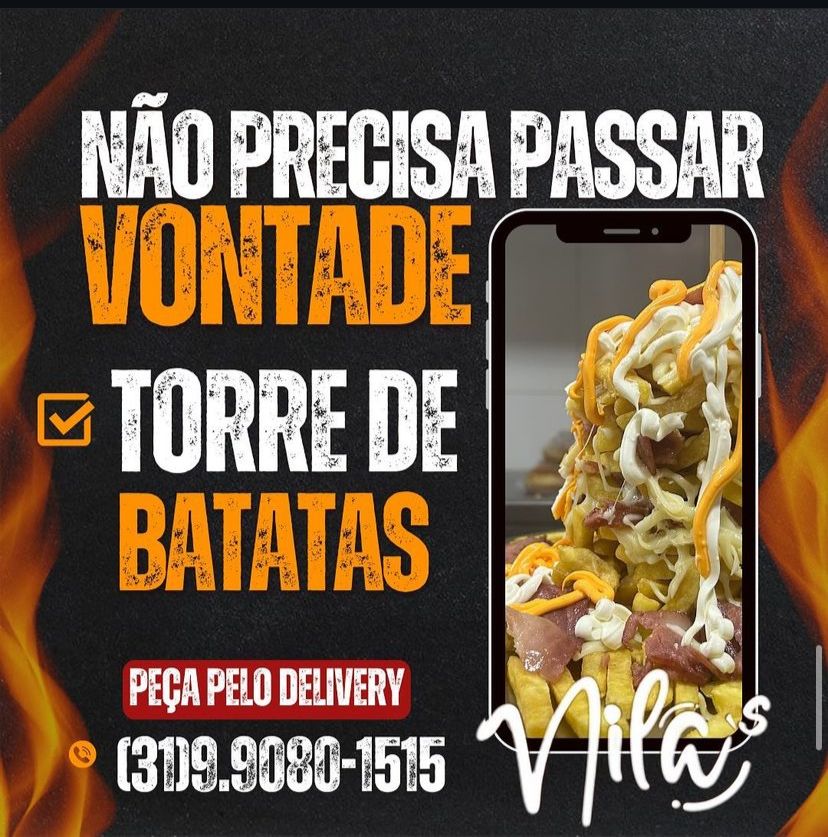 NÃO PRECISA PASSAR
VONTADE
TORRE DE
BATATAS
PEÇA PELO DELIVERY
(31)9.9080-1515
Nila's